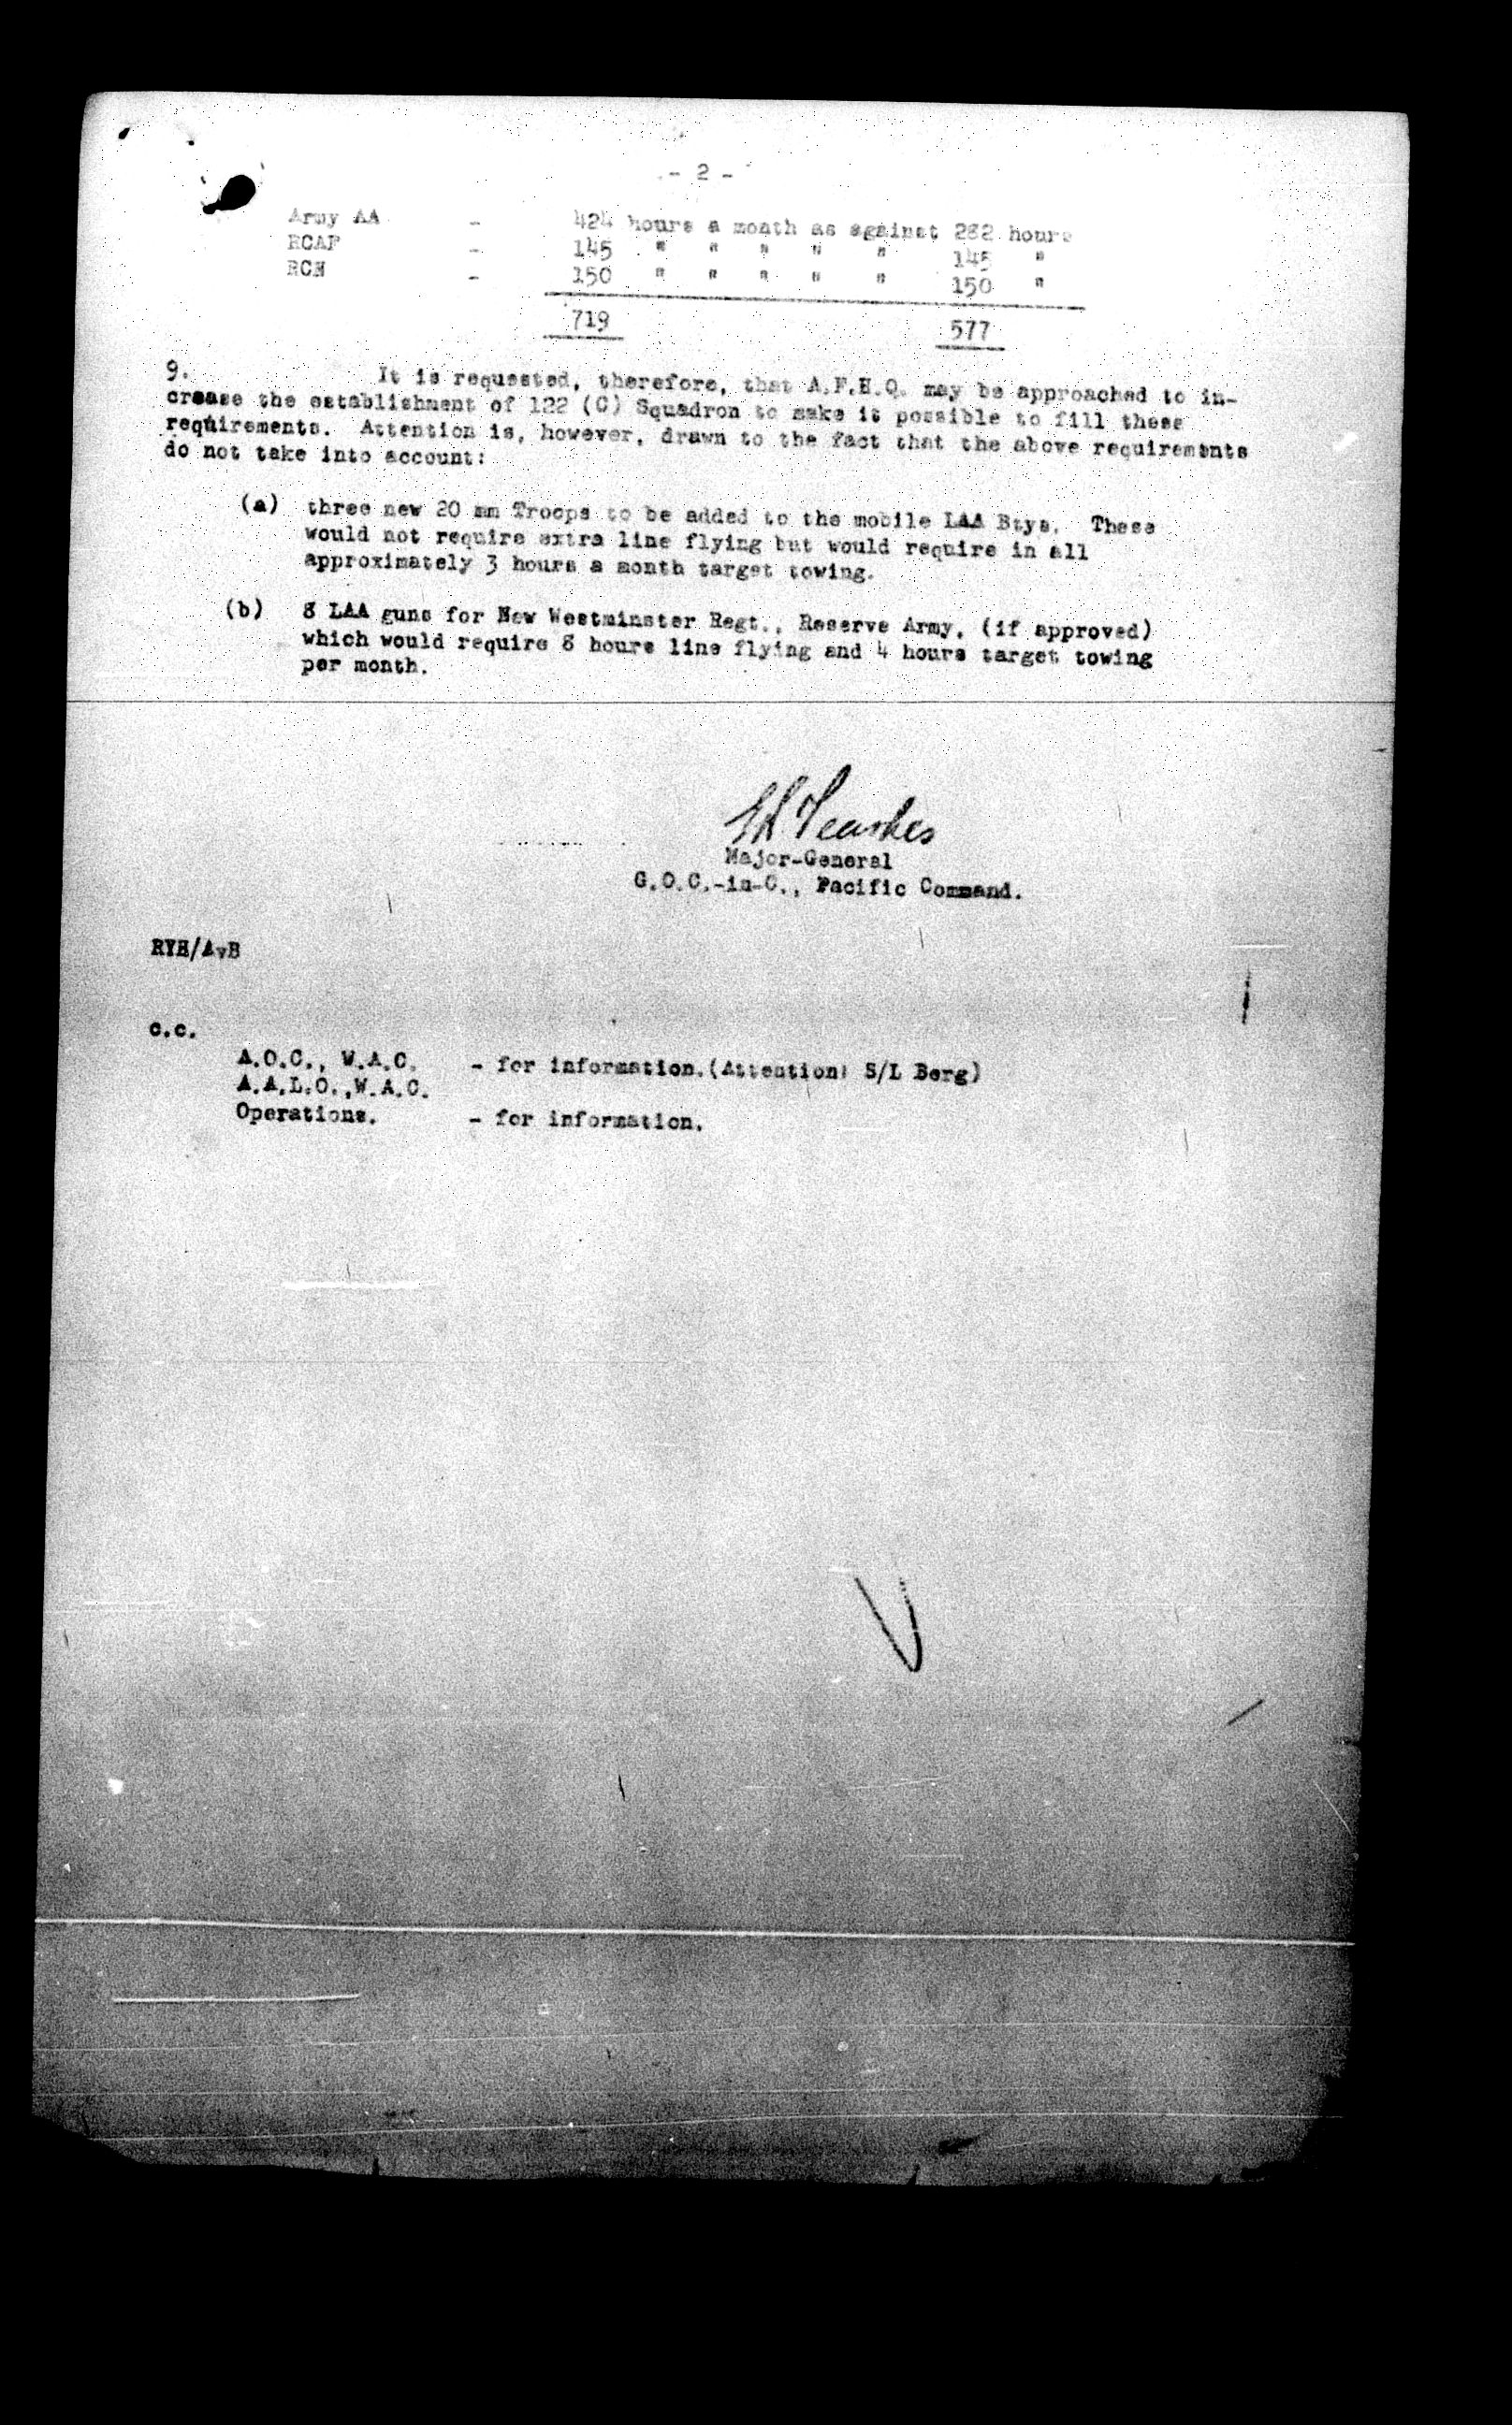 - 2 -
Army AA - 424 hours a month as against 282 hours
RCAF - 145 " " " " " 145 "
RCN - 150 " " " " " 150 "
719 577
9. It is requested, therefore, that A.F.H.Q. may be approached to in-
crease the establishment of 122 (C) Squadron to make it possible to fill these
requirements. Attention is, however, drawn to the fact that the above requirements
do not take into account:
(a) three new 20 mm Troops to be added to the mobile LAA Btys. These
would not require extra line flying but would require in all
approximately 3 hours a month target towing.
(b) 8 LAA guns for New Westminster Regt., Reserve Army, (if approved)
which would require 8 hours line flying and 4 hours target towing
per month.
Major-General
G.O.C.-in-C., Pacific Command.
RYH/AvB
c.c.
A.O.C., W.A.C. - for information.(Attention: S/L Berg)
A.A.L.O.,W.A.C.
Operations. - for information.